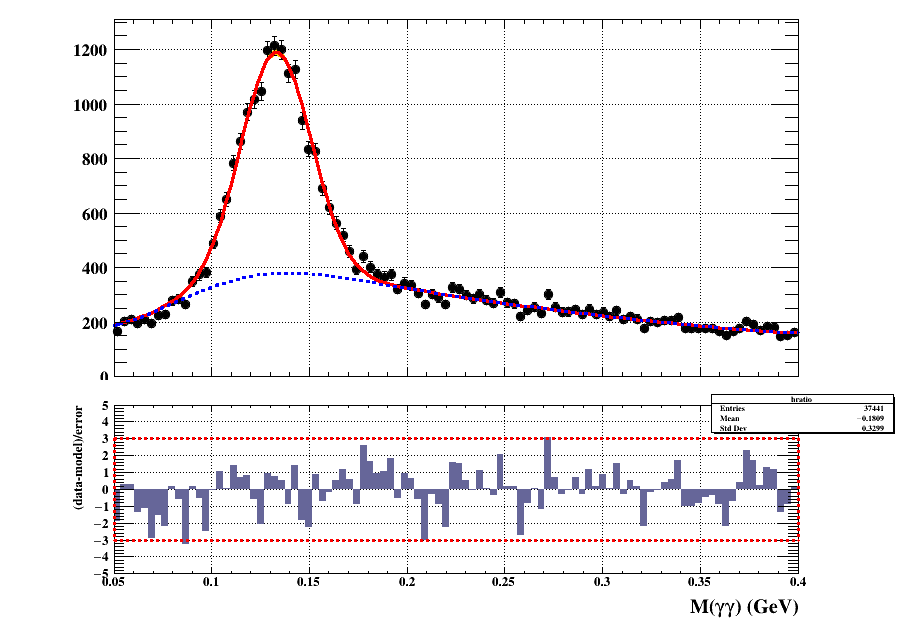 1200
1000
800
600
400
200
0
(data-model)/error
5
4
3
2
1
0
−1
−2
−3
−4
−5
hratio
Entries 37441
Mean −0.1809
Std Dev 0.3299
0.05 0.1 0.15 0.2 0.25 0.3 0.35 0.4
M(γγ) (GeV)